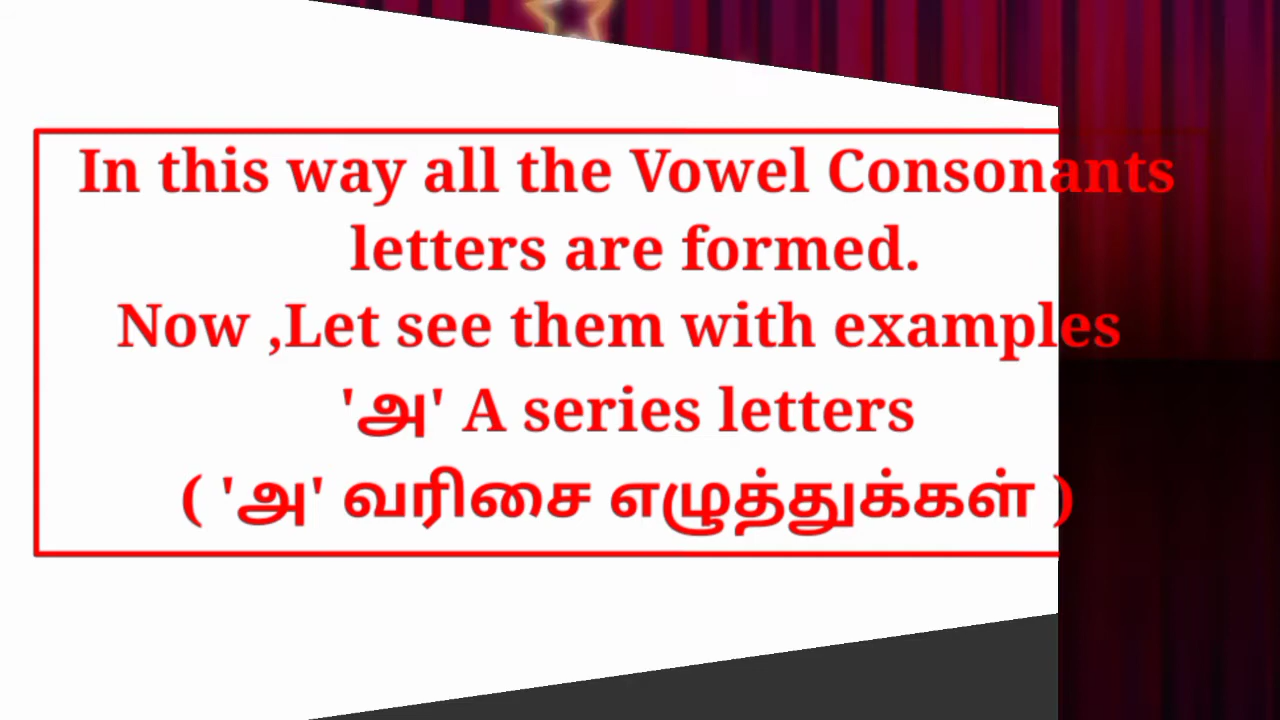 In this way all the Vowel Consonants
letters are formed.
Now ,Let see them with examples
'அ' A series letters
( 'அ' வரிசை எழுத்துக்கள் )